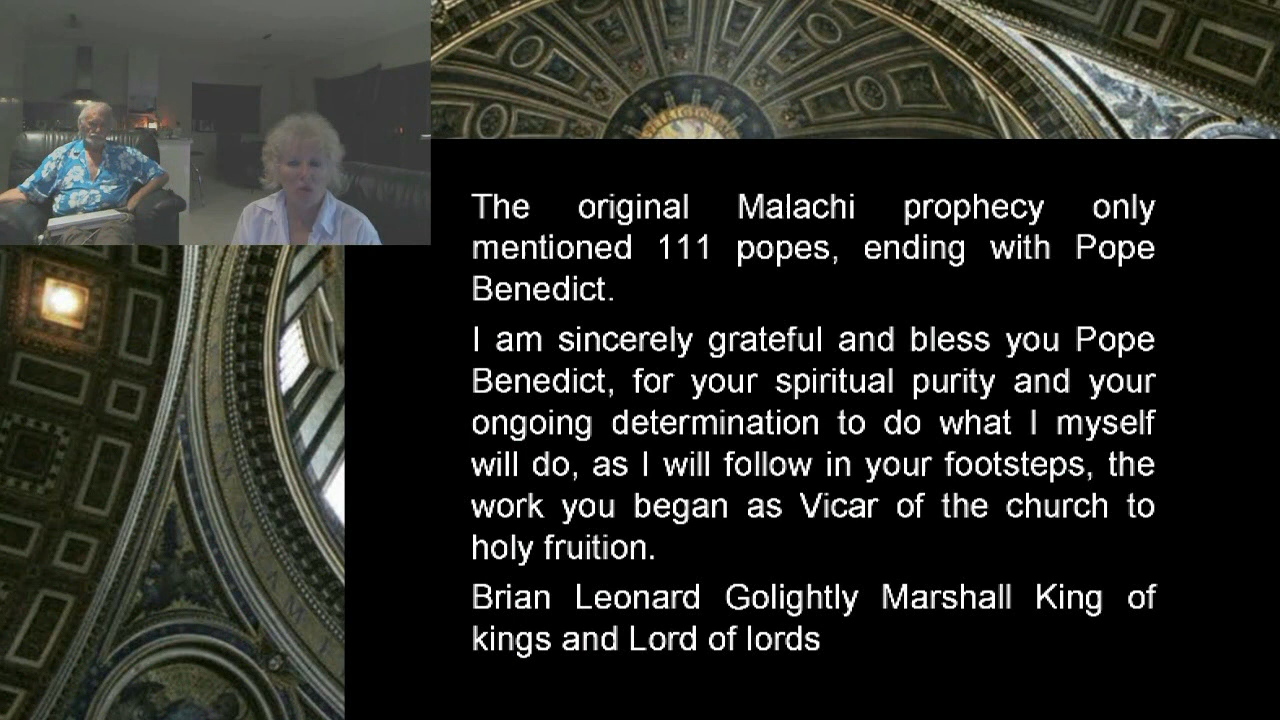 The original Malachi prophecy only
mentioned 111 popes, ending with Pope
Benedict.
I am sincerely grateful and bless you Pope
Benedict, for your spiritual purity and your
ongoing determination to do what I myself
will do, as I will follow in your footsteps, the
work you began as Vicar of the church to
holy fruition.
Brian Leonard Golightly Marshall King of
kings and Lord of lords